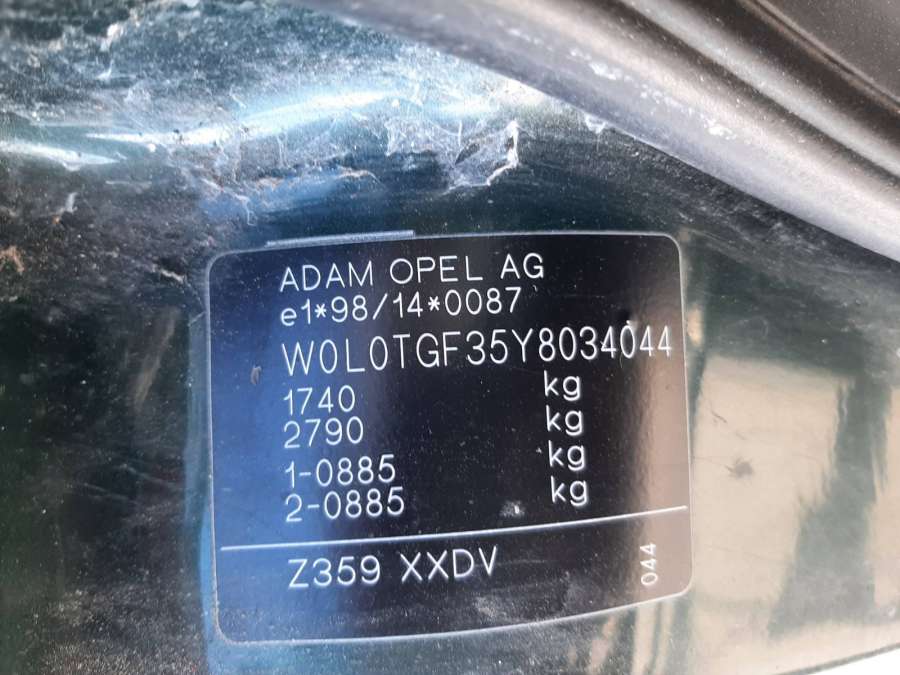 ADAM OPEL AG
e1*98/14*0087
W0L0TGF35Y8034044
1740 kg
2790 kg
1-0885 kg
2-0885 kg
Z359 XXDV
044